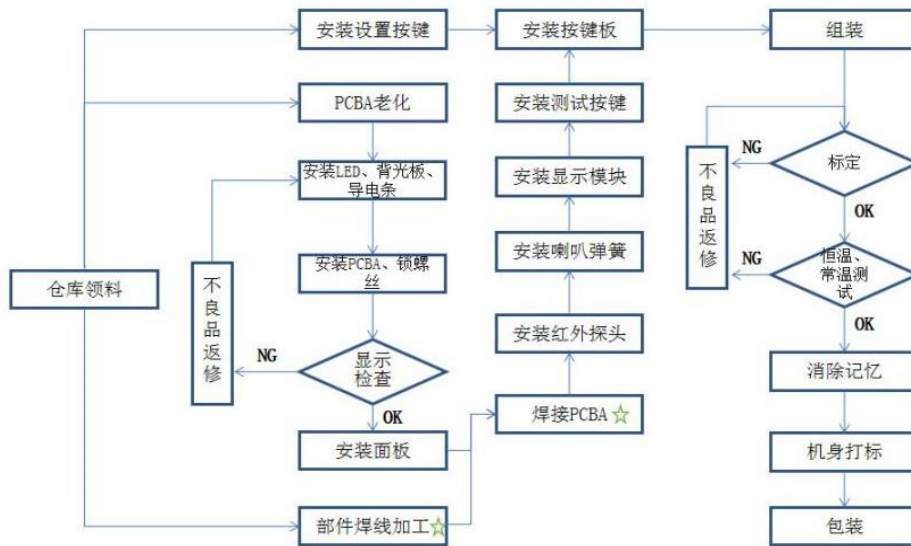 安装设置按键
安装按键板
组装
PCBA老化
安装测试按键
NG
标定
安装LED、背光板、
导电条
安装显示模块
不良品返修
OK
安装喇叭弹簧
恒温、
常温测
试
NG
仓库领料
不良品返修
安装PCBA、锁螺
丝
安装红外探头
OK
NG
显示
检查
消除记忆
OK
焊接PCBA☆
安装面板
机身打标
部件焊线加工☆
包装